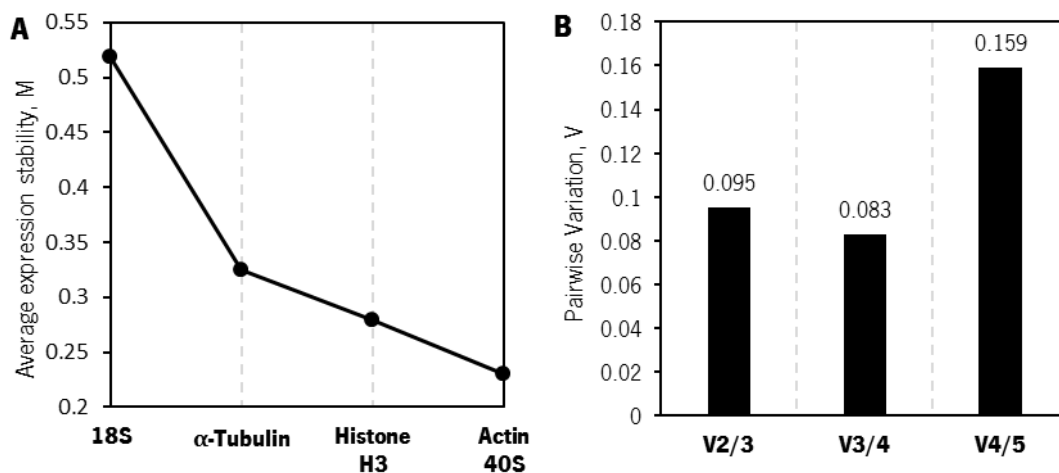 A
Average expression stability, M
0.55
0.5
0.45
0.4
0.35
0.3
0.25
0.2
18S
α-Tubulin
Histone
H3
Actin
40S
B
Pairwise Variation, V
0.18
0.16
0.14
0.12
0.1
0.08
0.06
0.04
0.02
0
0.095
0.083
0.159
V2/3
V3/4
V4/5